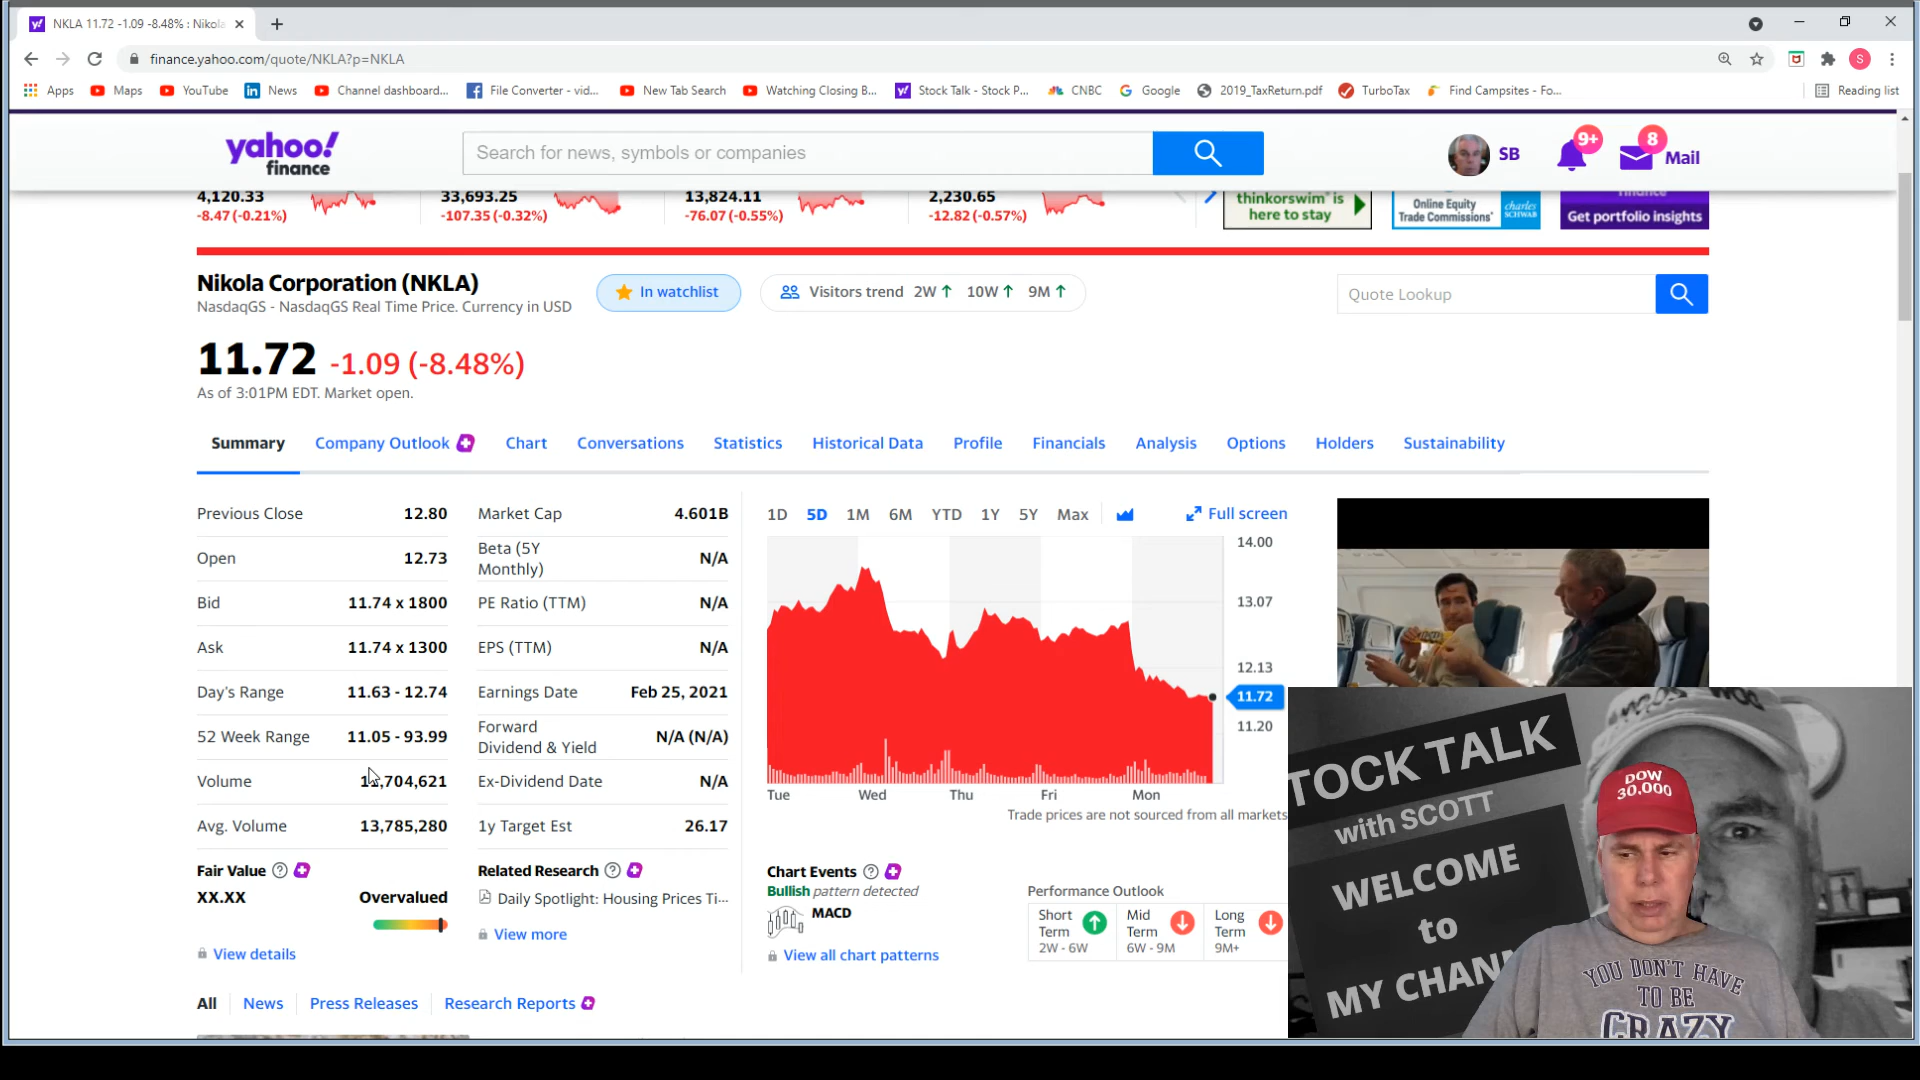 NKLA 11.72 -1.09 -8.48% : Nikola
finance.yahoo.com/quote/NKLA?p=NKLA
S
Apps
Maps
YouTube
News
Channel dashboard...
File Converter - vid...
New Tab Search
Watching Closing B...
Stock Talk - Stock P...
CNBC
Google
2019_TaxReturn.pdf
TurboTax
Find Campsites - Fo...
Reading list
yahoo!
finance
Search for news, symbols or companies
SB
9+
8
Mail
4,120.33
33,693.25
13,824.11
2,230.65
-8.47 (-0.21%)
-107.35 (-0.32%)
-76.07 (-0.55%)
-12.82 (-0.57%)
thinkorswim® is
here to stay
Online Equity
Trade Commissions*
charles
SCHWAB
Finance
Get portfolio insights
Nikola Corporation (NKLA)
NasdaqGS - NasdaqGS Real Time Price. Currency in USD
In watchlist
Visitors trend 2W↑ 10W↑ 9M↑
Quote Lookup
11.72 -1.09 (-8.48%)
As of 3:01PM EDT. Market open.
Summary
Company Outlook
Chart
Conversations
Statistics
Historical Data
Profile
Financials
Analysis
Options
Holders
Sustainability
Previous Close 12.80
Open 12.73
Bid 11.74 x 1800
Ask 11.74 x 1300
Day's Range 11.63 - 12.74
52 Week Range 11.05 - 93.99
Volume
Avg. Volume 13,785,280
Market Cap 4.601B
Beta (5Y
Monthly) N/A
PE Ratio (TTM) N/A
EPS (TTM) N/A
Earnings Date Feb 25, 2021
Forward
Dividend & Yield N/A (N/A)
Ex-Dividend Date N/A
1y Target Est 26.17
1D 5D 1M 6M YTD 1Y 5Y Max
Full screen
14.00
13.07
12.13
11.72
11.20
Tue Wed Thu Fri Mon
Trade prices are not sourced from all markets
Fair Value
XX.XX Overvalued
View details
Related Research
Daily Spotlight: Housing Prices Ti...
View more
Chart Events
Bullish pattern detected
MACD
View all chart patterns
Performance Outlook
Short
Term
2W - 6W
Mid
Term
6W - 9M
Long
Term
9M+
All
News
Press Releases
Research Reports
TOCK TALK
with SCOTT
WELCOME
to
MY CHANN
DOW
30,000
YOU DON'T HAVE
TO BE
CRAZY